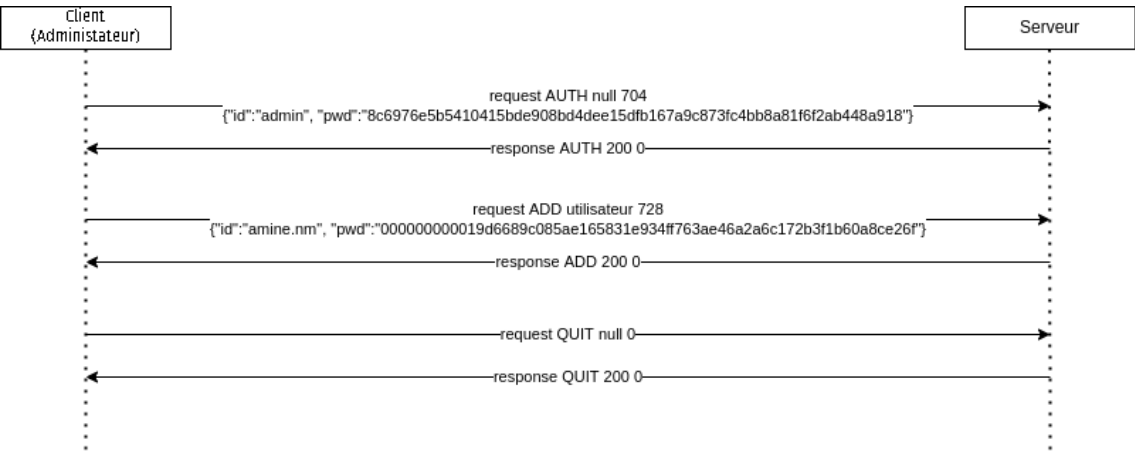 Client
(Administateur)
Serveur
request AUTH null 704
{"id":"admin", "pwd":"8c6976e5b5410415bde908bd4dee15dfb167a9c873fc4bb8a81f6f2ab448a918"}
response AUTH 200 0
request ADD utilisateur 728
{"id":"amine.nm", "pwd":"000000000019d6689c085ae165831e934ff763ae46a2a6c172b3f1b60a8ce26f"}
response ADD 200 0
request QUIT null 0
response QUIT 200 0